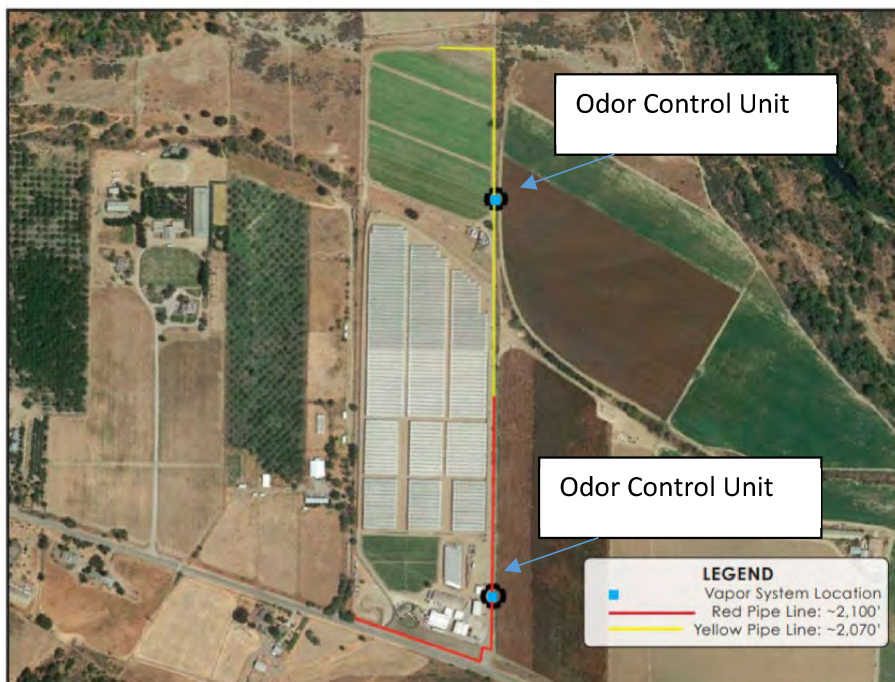 Odor Control Unit
Odor Control Unit
LEGEND
Vapor System Location
Red Pipe Line: ~2,100'
Yellow Pipe Line: ~2,070'